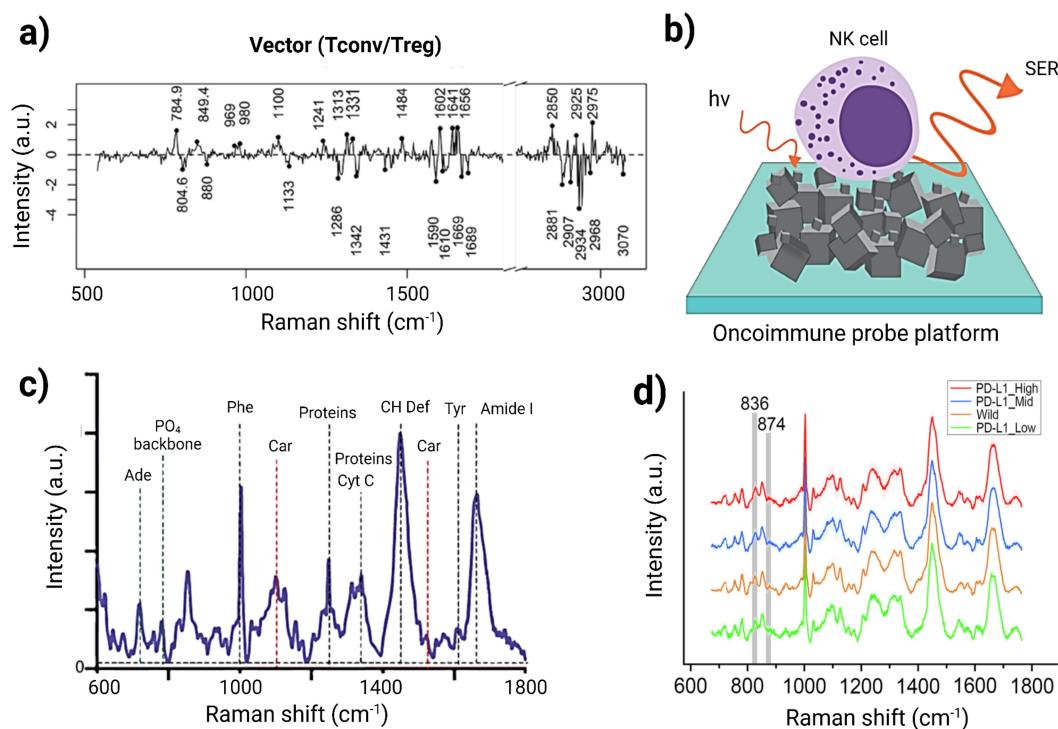 a)
Vector (Tconv/Treg)
784.9
849.4
969
980
1100
1241
1313
1331
1484
1602
1641
1656
2850
2925
2975
2
0
-2
-4
804.6
880
1133
1286
1342
1431
1590
1610
1669
1689
2881
2907
2934
2968
3070
Intensity (a.u.)
500
1000
1500
3000
Raman shift (cm⁻¹)
b)
NK cell
SER
hv
Oncoimmune probe platform
c)
Phe
Proteins
CH Def
Tyr
Amide I
PO₄
backbone
Car
Car
Ade
Proteins
Cyt C
Intensity (a.u.)
0
600
1000
1400
1800
Raman shift (cm⁻¹)
d)
PD-L1_High
PD-L1_Mid
Wild
PD-L1_Low
836
874
Intensity (a.u.)
600
800
1000
1200
1400
1600
1800
Raman shift (cm⁻¹)